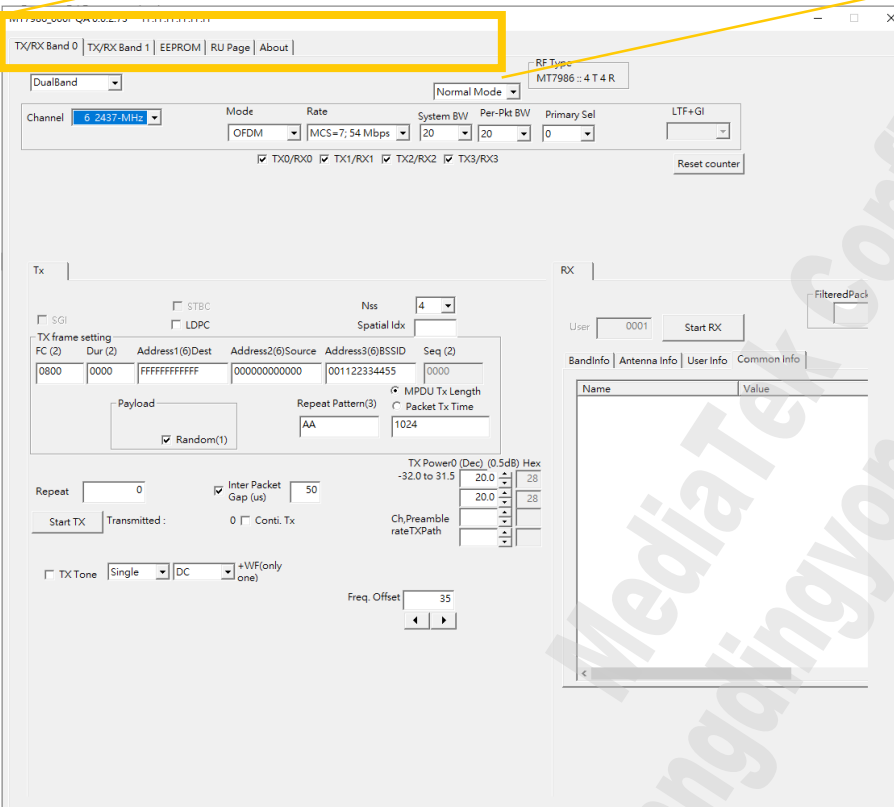 TX/RX Band 0 TX/RX Band 1 EEPROM RU Page About
RF Type
MT7986 :: 4 T 4 R
DualBand
Normal Mode
Channel 6 2437-MHz
Mode Rate System BW Per-Pkt BW Primary Sel LTF+GI
OFDM MCS=7; 54 Mbps 20 20 0
TX0/RX0 TX1/RX1 TX2/RX2 TX3/RX3
Reset counter
Tx
STBC
Nss 4
SGI
LDPC
Spatial Idx
TX frame setting
FC (2) Dur (2) Address1(6)Dest Address2(6)Source Address3(6)BSSID Seq (2)
0800 0000 FFFFFFFFFFFF 000000000000 001122334455 0000
MPDU Tx Length
Payload
Repeat Pattern(3)
Packet Tx Time
AA 1024
Random(1)
TX Power0 (Dec) (0.5dB) Hex
-32.0 to 31.5 20.0 28
20.0 28
Repeat 0
Inter Packet
Gap (us) 50
Start TX Transmitted : 0 Conti. Tx
Ch,Preamble
rateTXPath
TX Tone Single DC
+WF(only
one)
Freq. Offset 35
RX
FilteredPack
User 0001 Start RX
BandInfo Antenna Info User Info Common Info
Name Value
MediaTek Conf